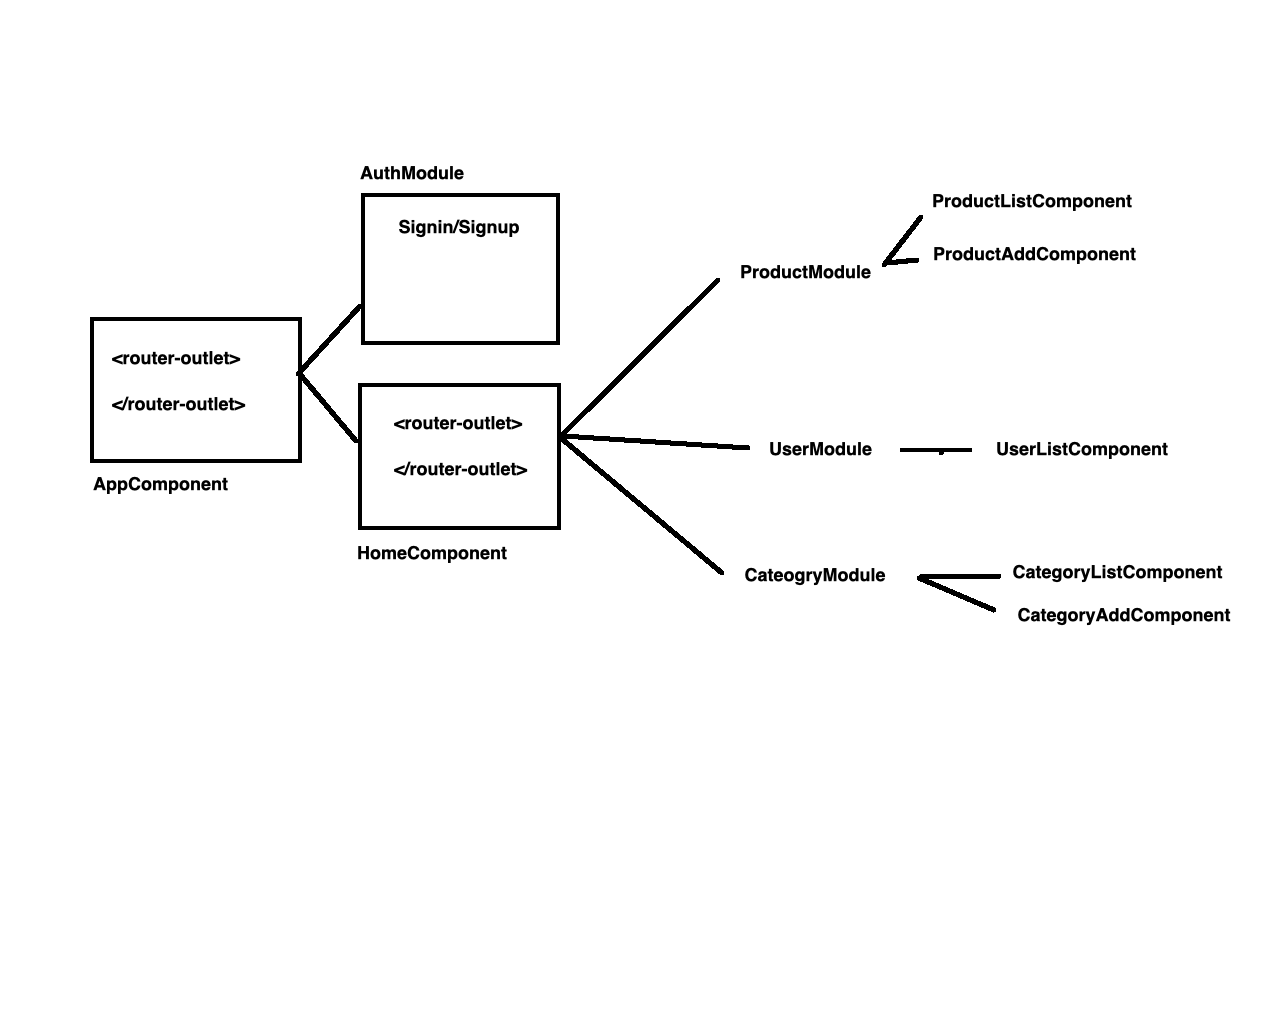 AuthModule
Signin/Signup
<router-outlet>
</router-outlet>
AppComponent
<router-outlet>
</router-outlet>
HomeComponent
ProductModule
ProductListComponent
ProductAddComponent
UserModule
UserListComponent
CateogryModule
CategoryListComponent
CategoryAddComponent